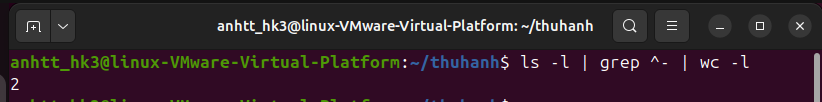 anhtt_hk3@linux-VMware-Virtual-Platform: ~/thuhanh
anhtt_hk3@linux-VMware-Virtual-Platform:~/thuhanh$ ls -l | grep ^- | wc -l
2